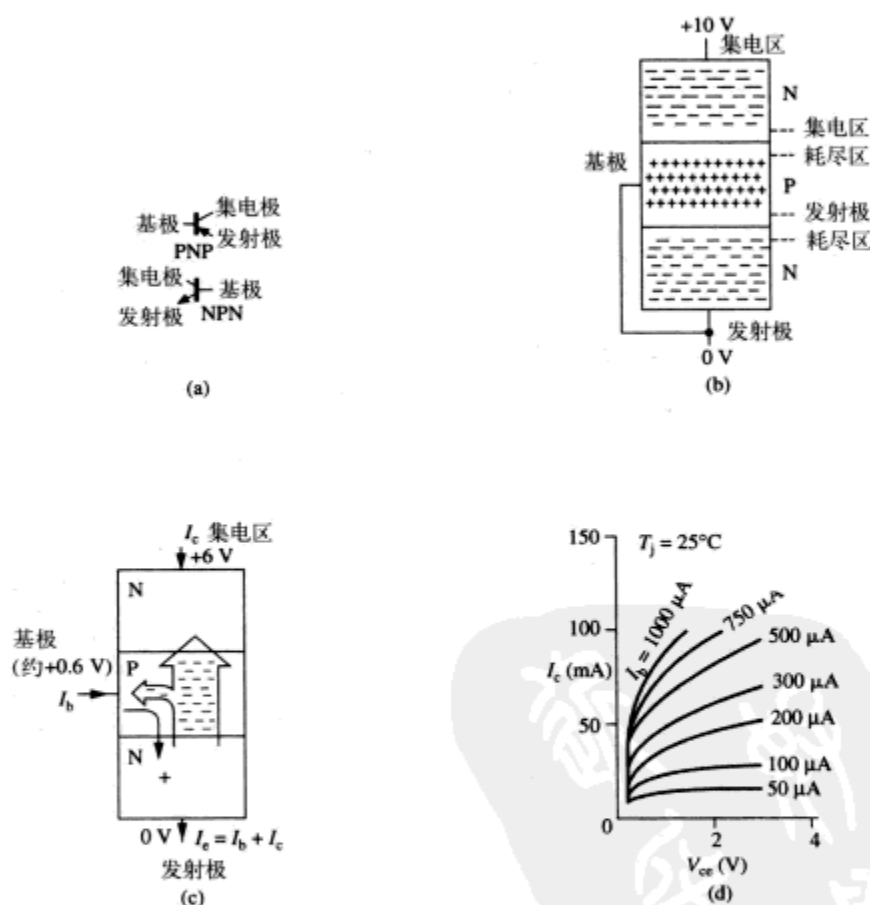 集电极
基极
发射极
PNP
集电极
基极
发射极
NPN
(a)
+10 V
集电区
N
集电区
耗尽区
基极
P
发射极
耗尽区
N
发射极
0 V
(b)
Ic 集电区
+6 V
N
基极
(约+0.6 V)
P
Ib
N
+
0 V
Ie = Ib + Ic
发射极
(c)
150
Tj = 25°C
100
Ib = 1000 μA
750 μA
500 μA
Ic (mA)
300 μA
50
200 μA
100 μA
50 μA
0
2
4
Vce (V)
(d)